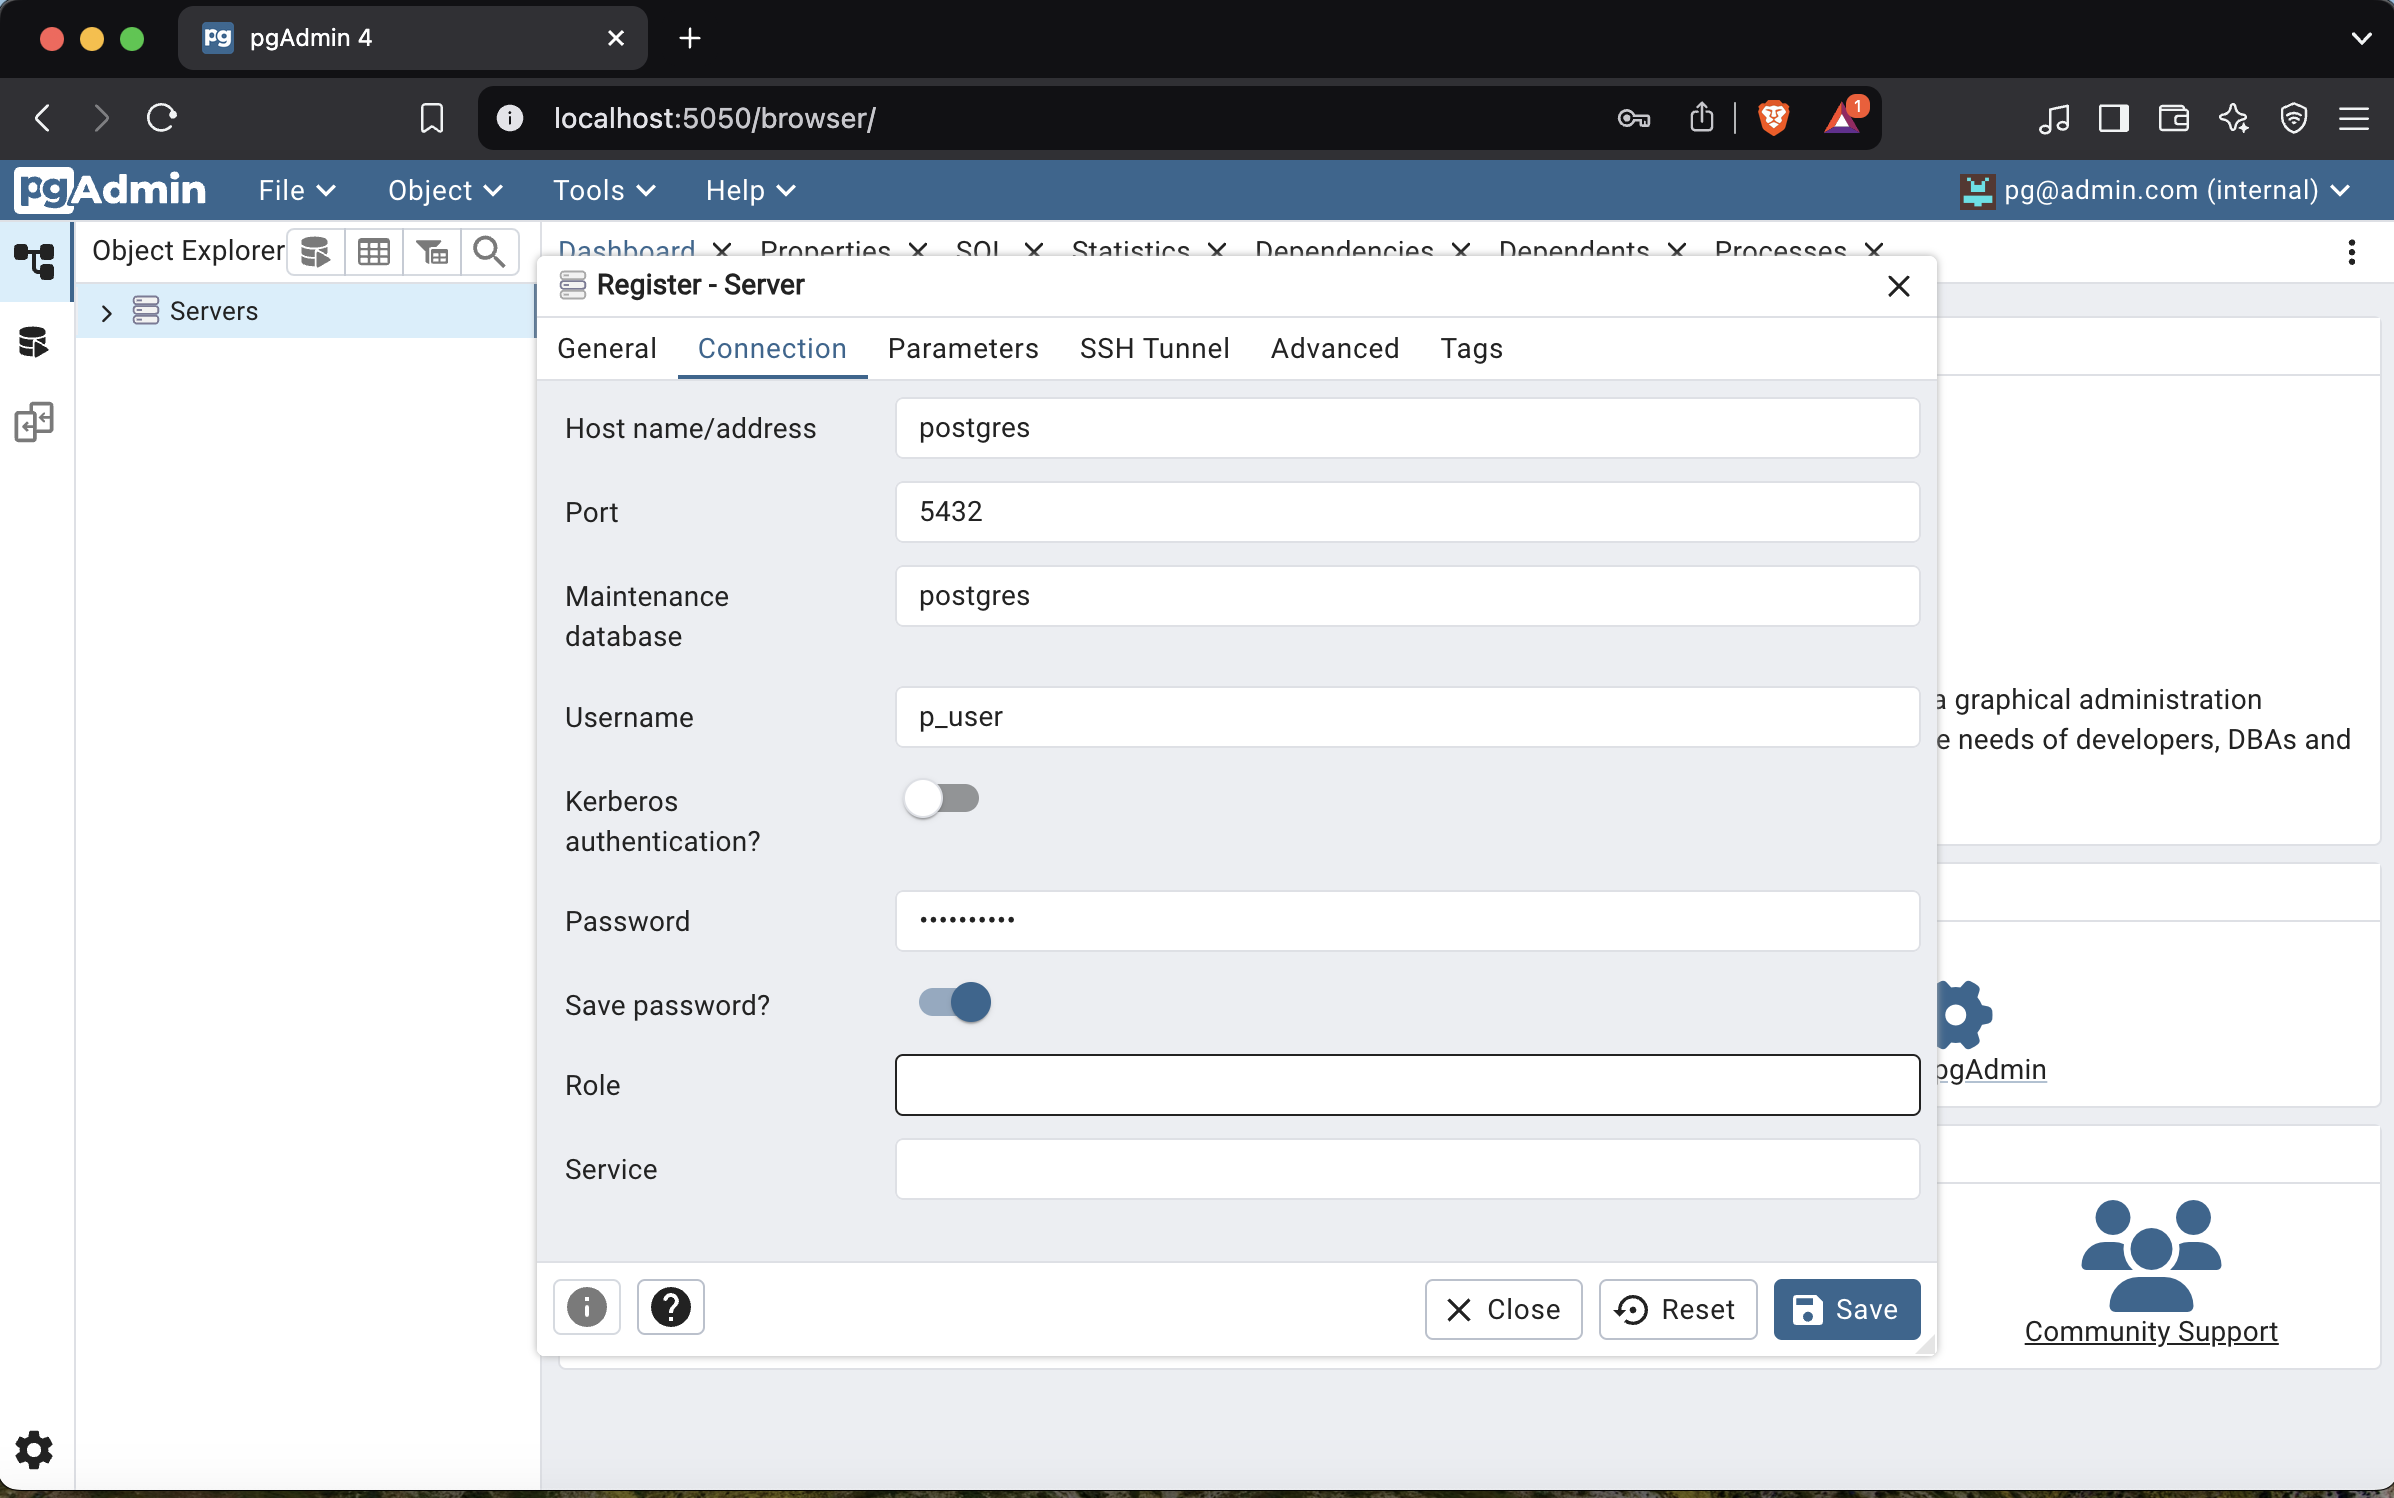 pg pgAdmin 4
localhost:5050/browser/
1
pgAdmin File Object Tools Help pg@admin.com (internal)
Object Explorer Dashboard Properties SQL Statistics Dependencies Dependents Processes
Servers
Register - Server
General Connection Parameters SSH Tunnel Advanced Tags
Host name/address postgres
Port 5432
Maintenance database postgres
Username p_user
Kerberos authentication?
Password ••••••••••
Save password?
Role
Service
Close Reset Save
a graphical administration
e needs of developers, DBAs and
pgAdmin
Community Support